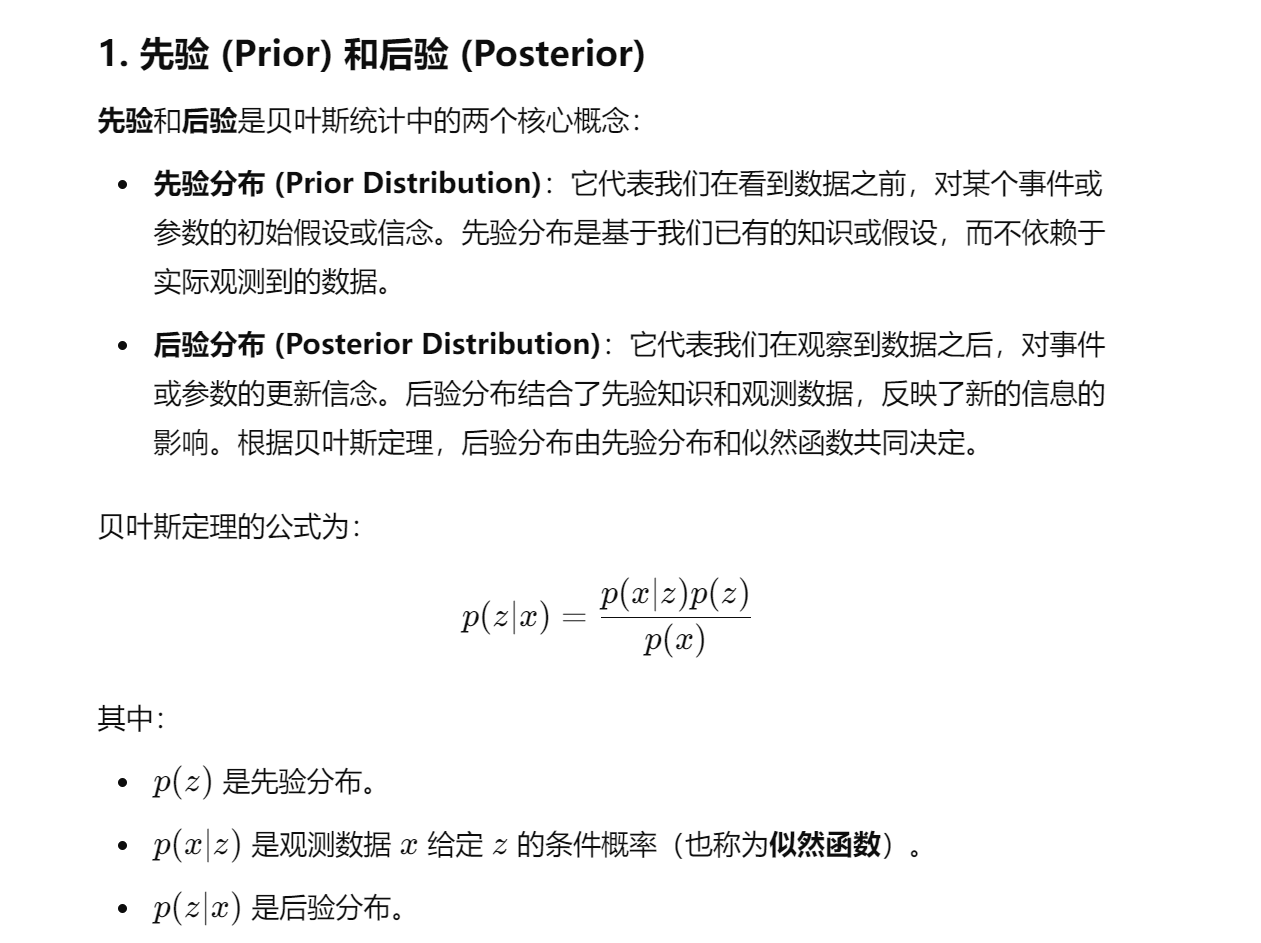 1. 先验 (Prior) 和后验 (Posterior)
先验和后验是贝叶斯统计中的两个核心概念：
• 先验分布 (Prior Distribution)：它代表我们在看到数据之前，对某个事件或
参数的初始假设或信念。先验分布是基于我们已有的知识或假设，而不依赖于
实际观测到的数据。
• 后验分布 (Posterior Distribution)：它代表我们在观察到数据之后，对事件
或参数的更新信念。后验分布结合了先验知识和观测数据，反映了新的信息的
影响。根据贝叶斯定理，后验分布由先验分布和似然函数共同决定。
贝叶斯定理的公式为：
p(z|x) = p(x|z)p(z) / p(x)
其中：
• p(z) 是先验分布。
• p(x|z) 是观测数据 x 给定 z 的条件概率（也称为似然函数）。
• p(z|x) 是后验分布。